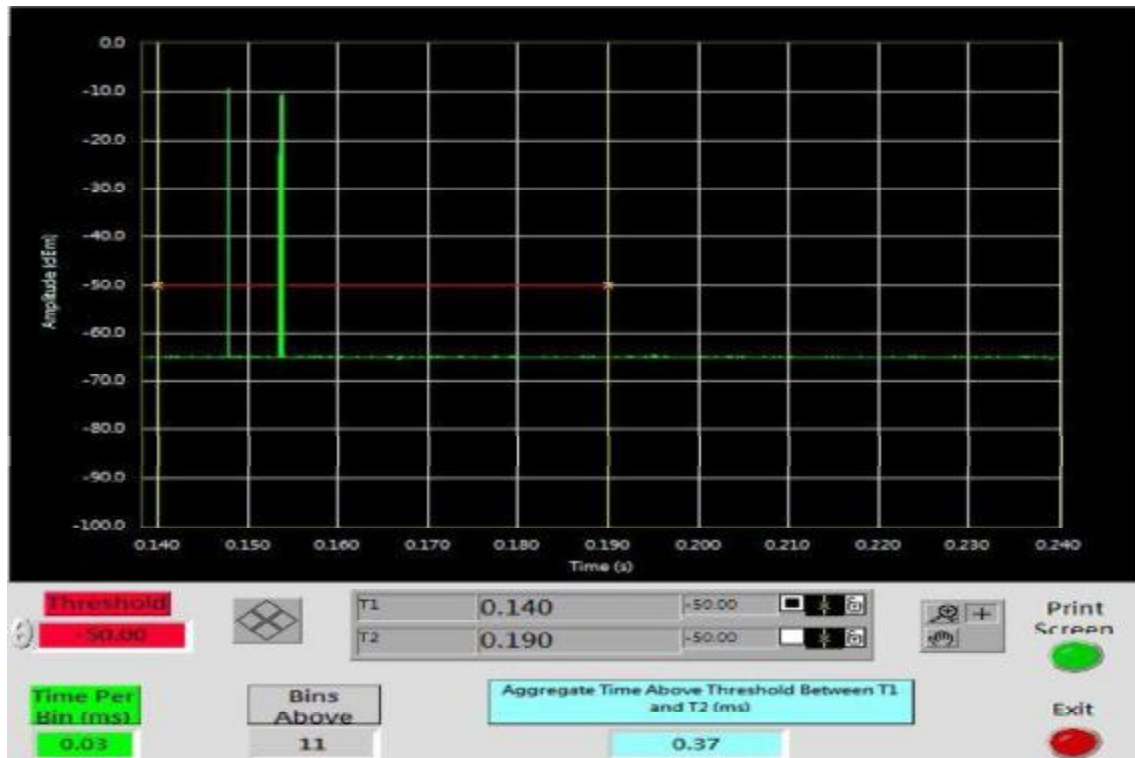 0.0
-10.0
-20.0
-30.0
-40.0
-50.0
-60.0
-70.0
-80.0
-90.0
-100.0
Amplitude (dBm)
0.140 0.150 0.160 0.170 0.180 0.190 0.200 0.210 0.220 0.230 0.240
Time (s)
Threshold
-50.00
T1 0.140 -50.00
T2 0.190 -50.00
Print
Screen
Time Per
Bin (ms)
0.03
Bins
Above
11
Aggregate Time Above Threshold Between T1
and T2 (ms)
0.37
Exit